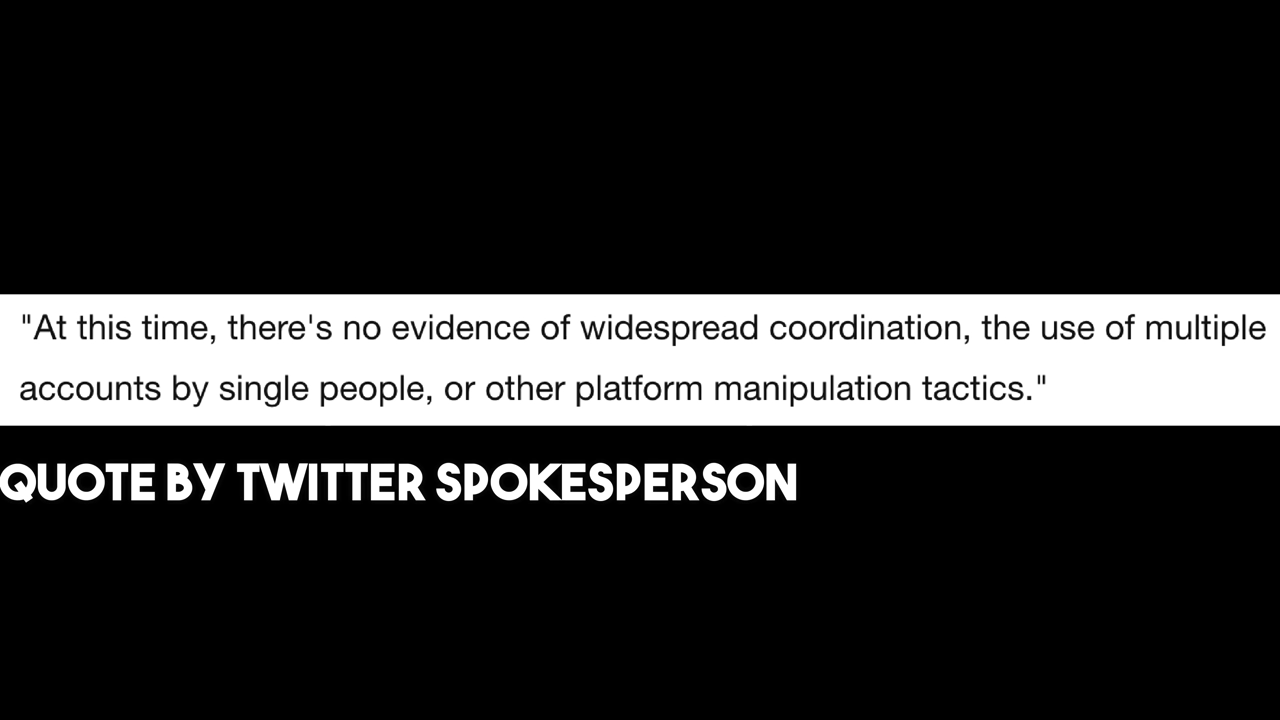 "At this time, there's no evidence of widespread coordination, the use of multiple
accounts by single people, or other platform manipulation tactics."
QUOTE BY TWITTER SPOKESPERSON